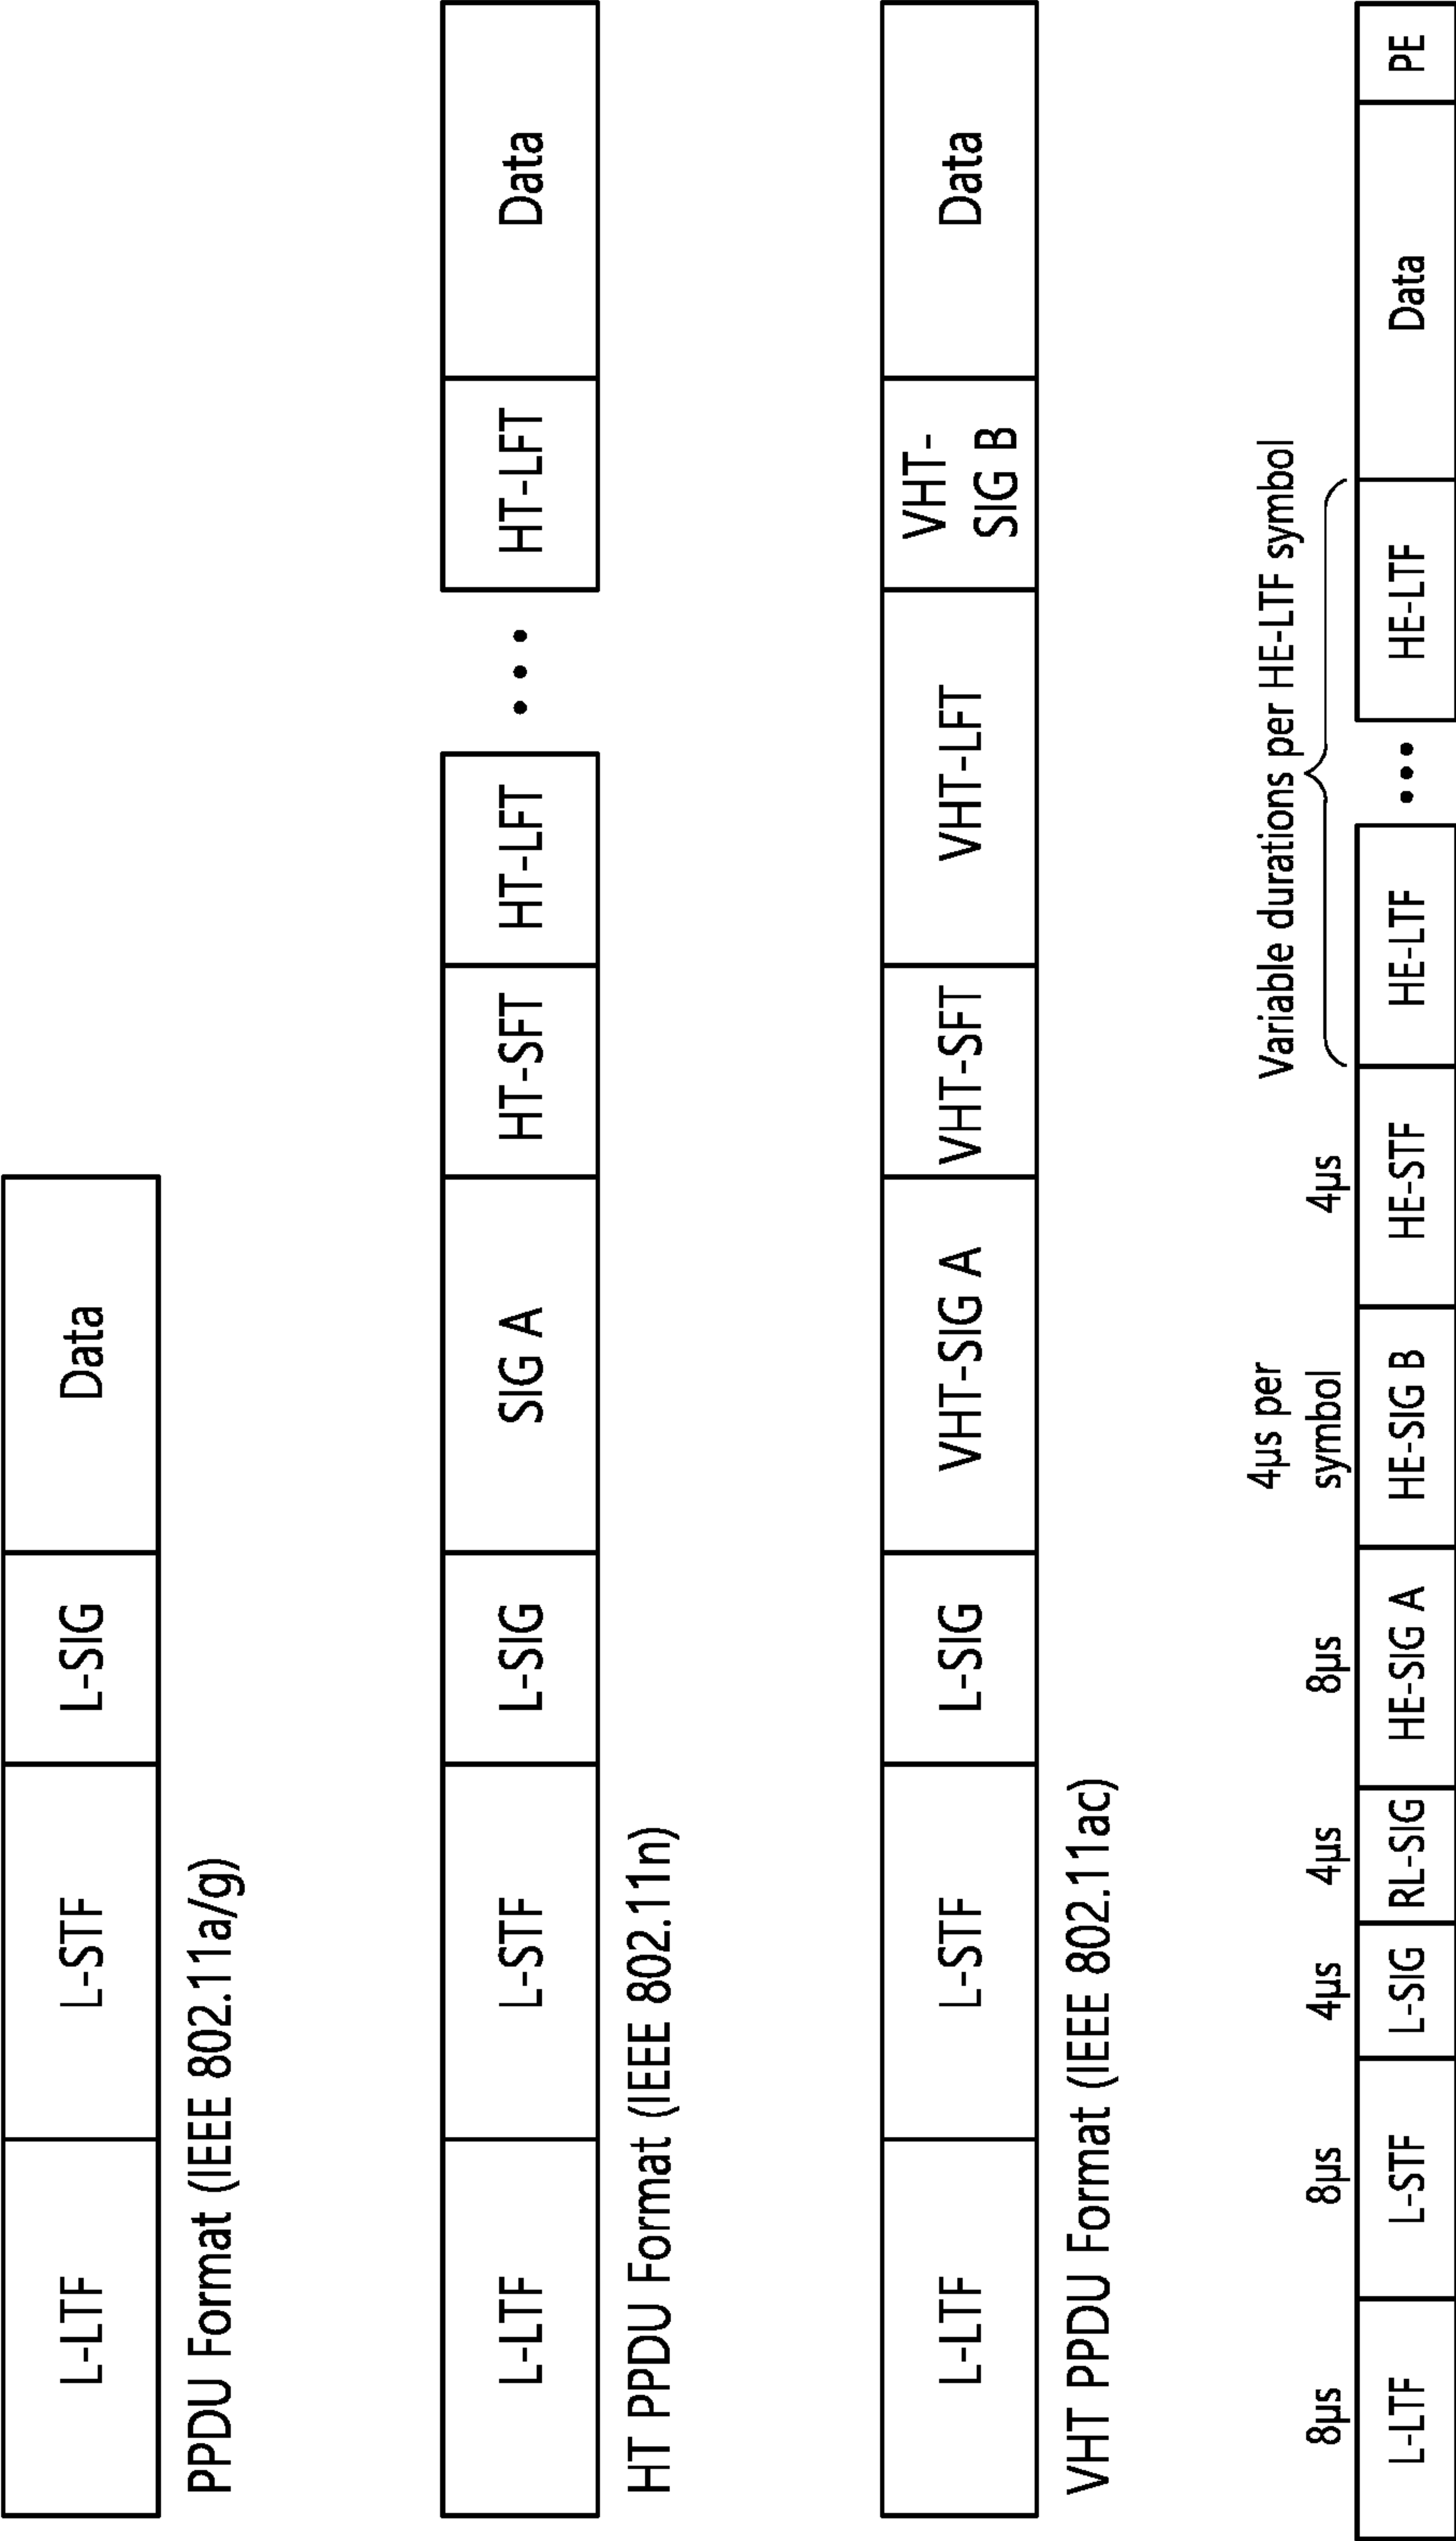 L-LTF
L-STF
L-SIG
Data
PPDU Format (IEEE 802.11a/g)
L-LTF
L-STF
L-SIG
SIG A
HT-SFT
HT-LFT
• • •
HT-LFT
Data
HT PPDU Format (IEEE 802.11n)
L-LTF
L-STF
L-SIG
VHT-SIG A
VHT-SFT
VHT-LFT
VHT-
SIG B
Data
VHT PPDU Format (IEEE 802.11ac)
8μs
8μs
4μs
4μs
8μs
4μs per
symbol
4μs
Variable durations per HE-LTF symbol
L-LTF
L-STF
L-SIG
RL-SIG
HE-SIG A
HE-SIG B
HE-STF
HE-LTF
•••
HE-LTF
Data
PE